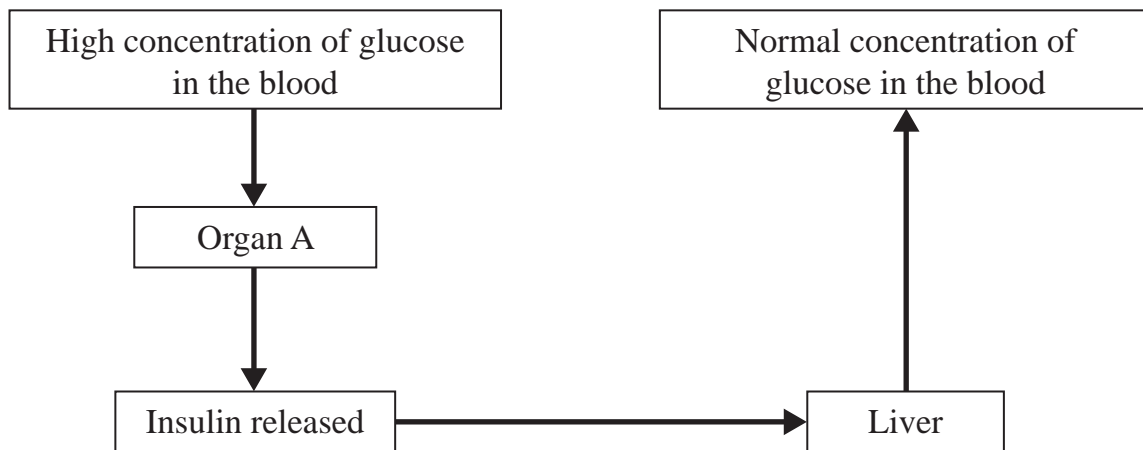 High concentration of glucose
in the blood
Normal concentration of
glucose in the blood
Organ A
Insulin released
Liver